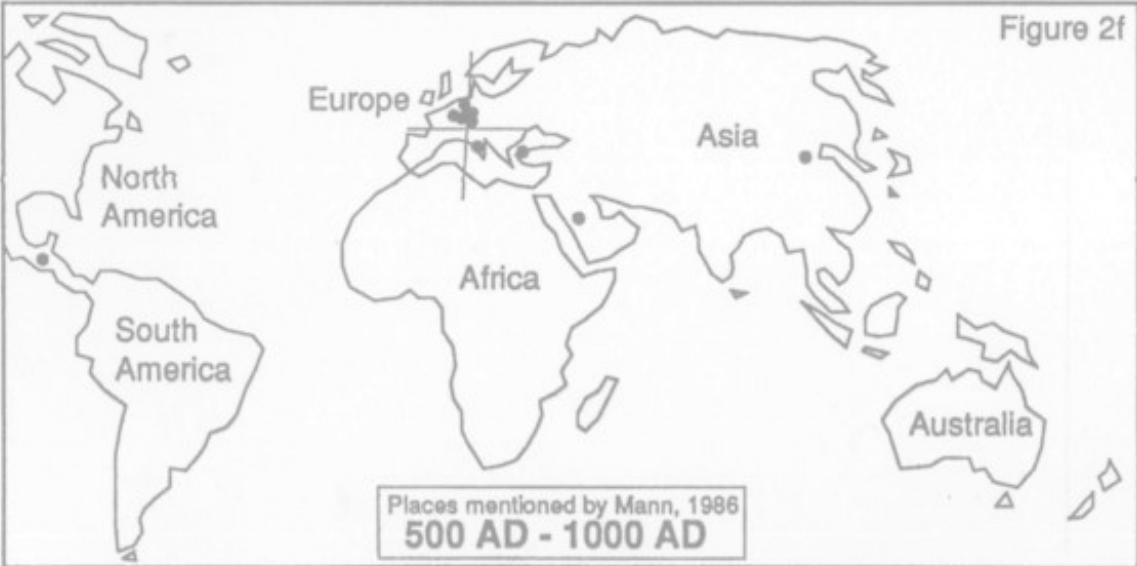 Figure 2f
Europe
Asia
North
America
Africa
South
America
Australia
Places mentioned by Mann, 1986
500 AD - 1000 AD